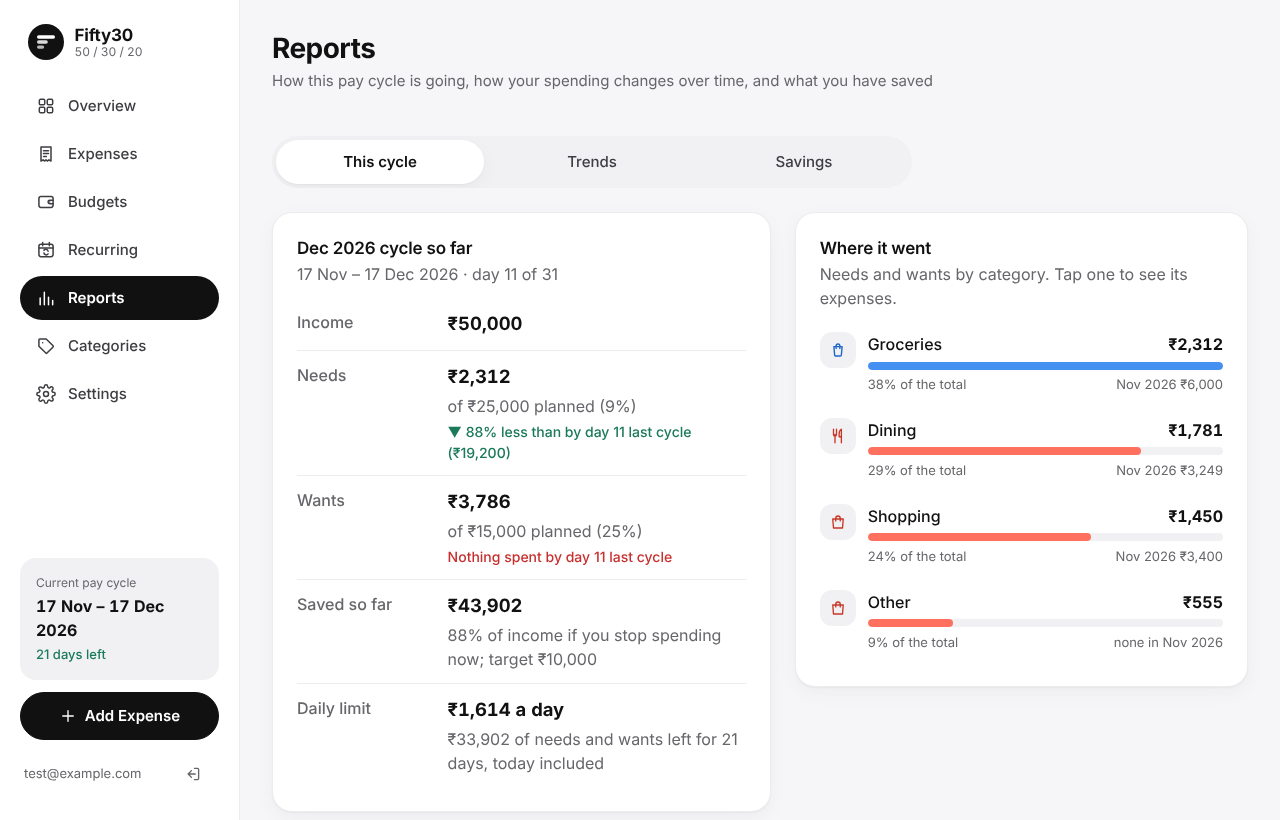 Fifty30
50 / 30 / 20
Overview
Expenses
Budgets
Recurring
Reports
Categories
Settings
Current pay cycle
17 Nov – 17 Dec
2026
21 days left
+ Add Expense
test@example.com
Reports
How this pay cycle is going, how your spending changes over time, and what you have saved
This cycle
Trends
Savings
Dec 2026 cycle so far
17 Nov – 17 Dec 2026 · day 11 of 31
Income
₹50,000
Needs
₹2,312
of ₹25,000 planned (9%)
▼ 88% less than by day 11 last cycle
(₹19,200)
Wants
₹3,786
of ₹15,000 planned (25%)
Nothing spent by day 11 last cycle
Saved so far
₹43,902
88% of income if you stop spending
now; target ₹10,000
Daily limit
₹1,614 a day
₹33,902 of needs and wants left for 21
days, today included
Where it went
Needs and wants by category. Tap one to see its
expenses.
Groceries ₹2,312
38% of the total Nov 2026 ₹6,000
Dining ₹1,781
29% of the total Nov 2026 ₹3,249
Shopping ₹1,450
24% of the total Nov 2026 ₹3,400
Other ₹555
9% of the total none in Nov 2026